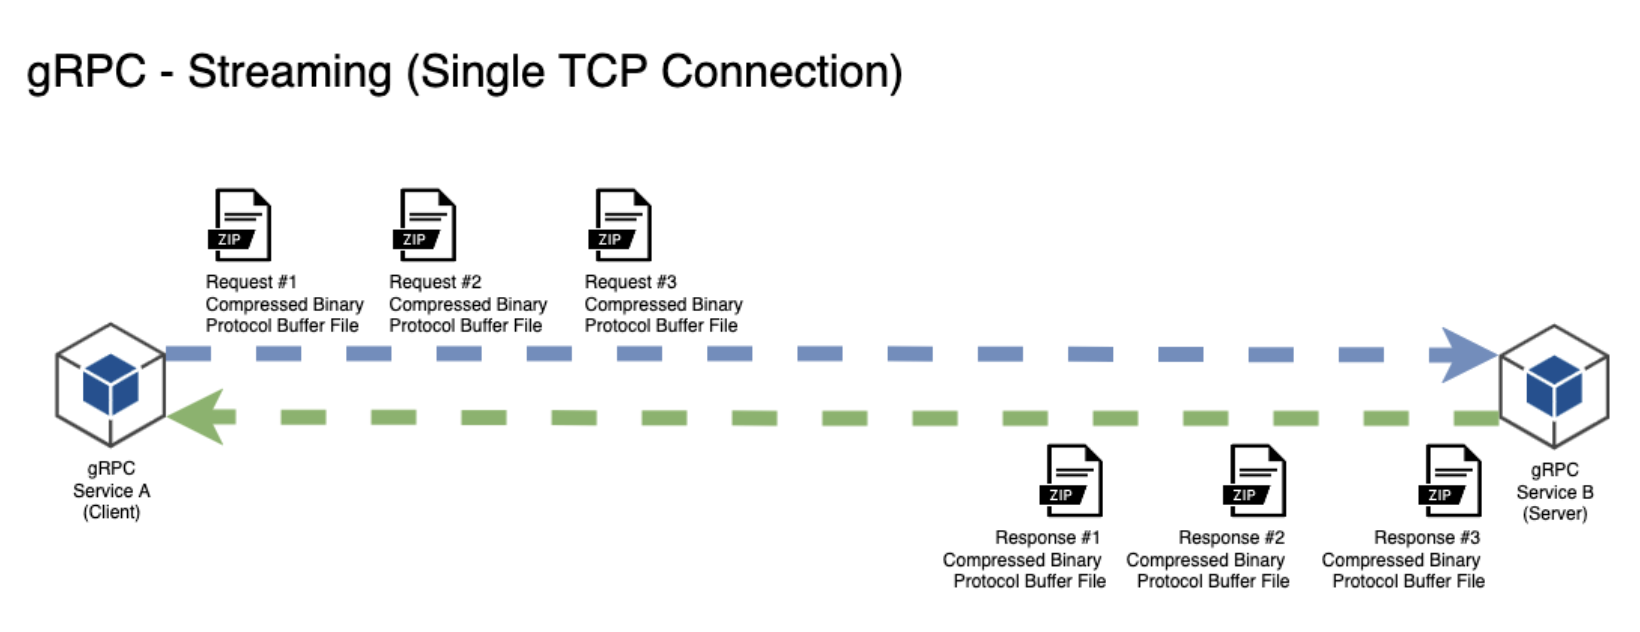 gRPC - Streaming (Single TCP Connection)
ZIP
ZIP
ZIP
Request #1
Compressed Binary
Protocol Buffer File
Request #2
Compressed Binary
Protocol Buffer File
Request #3
Compressed Binary
Protocol Buffer File
gRPC
Service A
(Client)
gRPC
Service B
(Server)
ZIP
ZIP
ZIP
Response #1
Compressed Binary
Protocol Buffer File
Response #2
Compressed Binary
Protocol Buffer File
Response #3
Compressed Binary
Protocol Buffer File